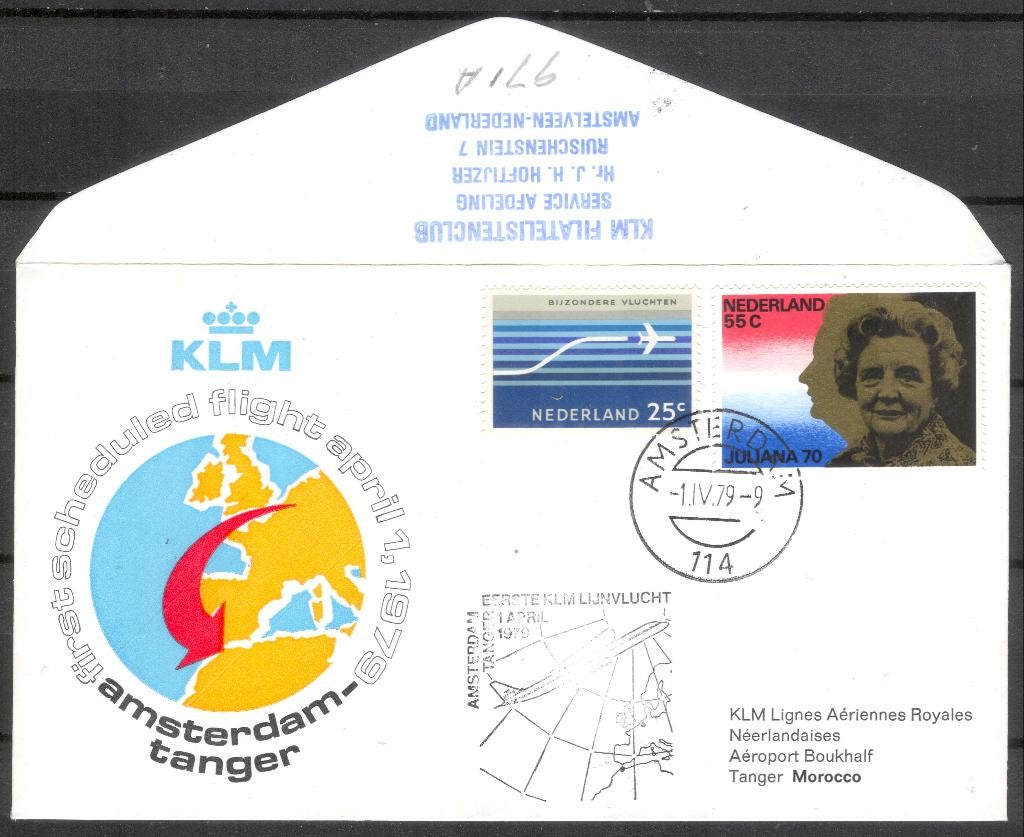 971A
KLM FILATELISTENCLUB
SERVICE AFDELING
Hr. J. H. HOFTIJZER
RUISCHENSTEIN 7
AMSTELVEEN-NEDERLAND
KLM
first scheduled flight april 1, 1979
amsterdam-
tanger
BIJZONDERE VLUCHTEN
NEDERLAND 25c
NEDERLAND
55 C
JULIANA 70
AMSTERDAM
-1.IV.79-9
114
EERSTE KLM LIJNVLUCHT
1 APRIL
1979
AMSTERDAM
TANGER
KLM Lignes Aériennes Royales
Néerlandaises
Aéroport Boukhalf
Tanger Morocco